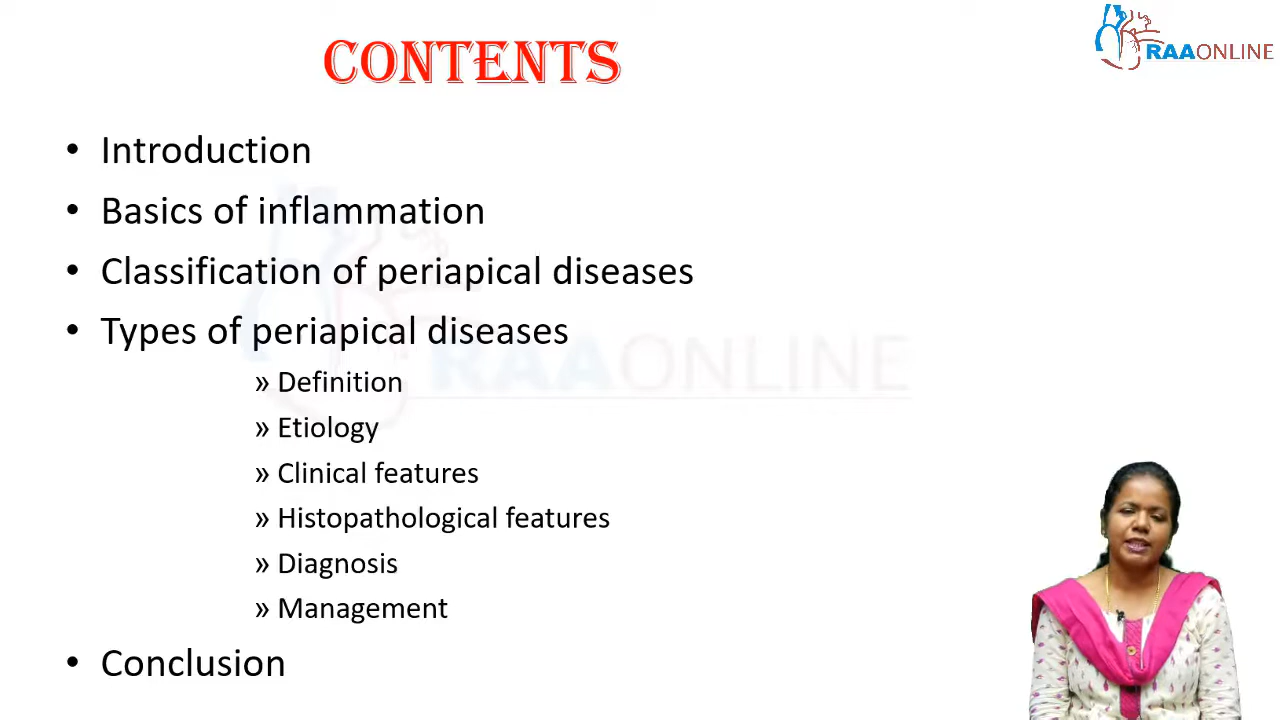 CONTENTS
RAAONLINE
• Introduction
• Basics of inflammation
• Classification of periapical diseases
• Types of periapical diseases
RAAONLINE
» Definition
» Etiology
» Clinical features
» Histopathological features
» Diagnosis
» Management
• Conclusion